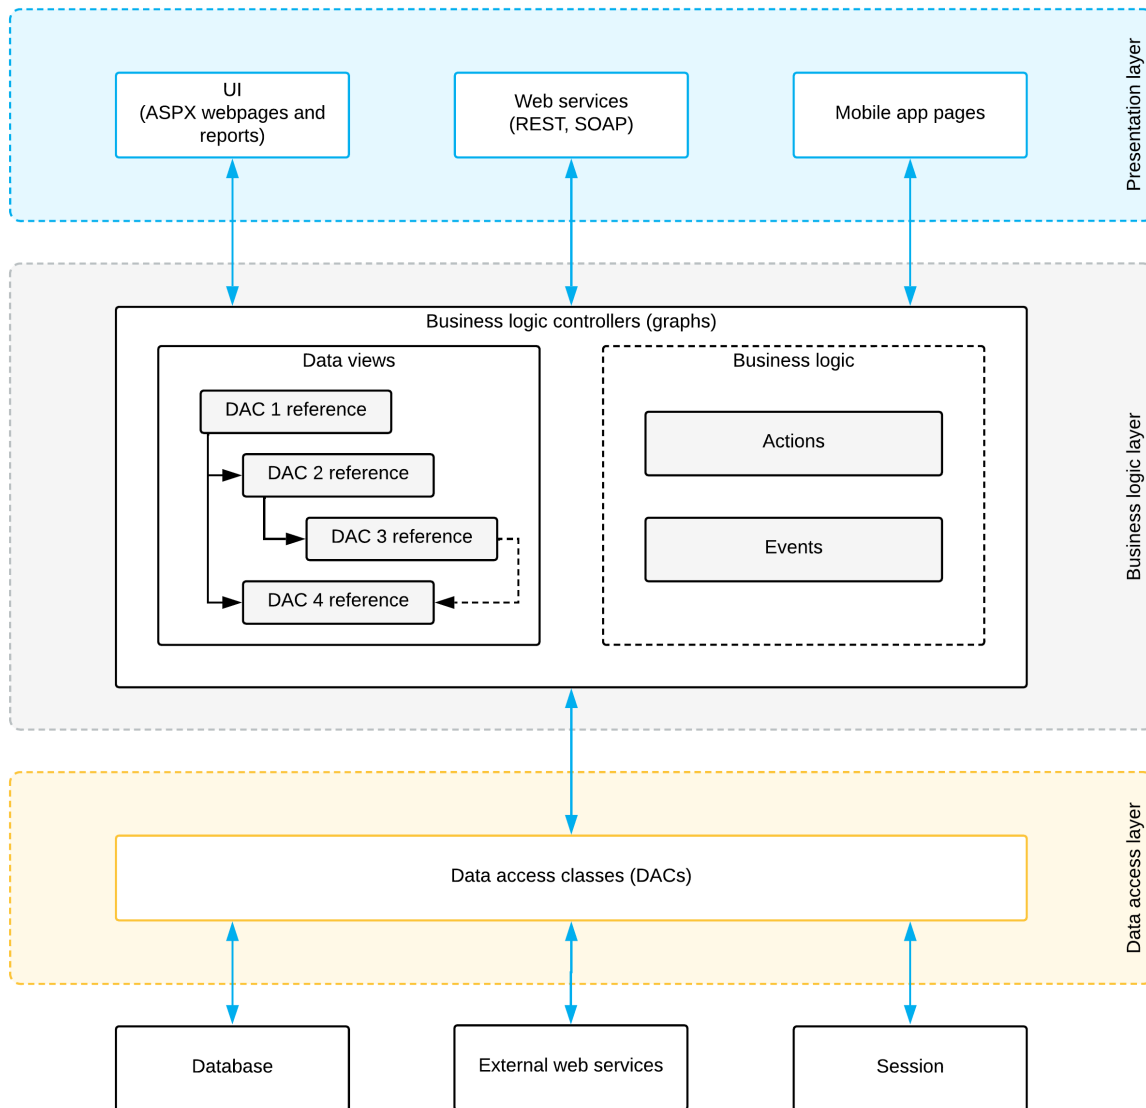 Presentation layer
UI
(ASPX webpages and
reports)
Web services
(REST, SOAP)
Mobile app pages
Business logic layer
Business logic controllers (graphs)
Data views
DAC 1 reference
DAC 2 reference
DAC 3 reference
DAC 4 reference
Business logic
Actions
Events
Data access layer
Data access classes (DACs)
Database
External web services
Session